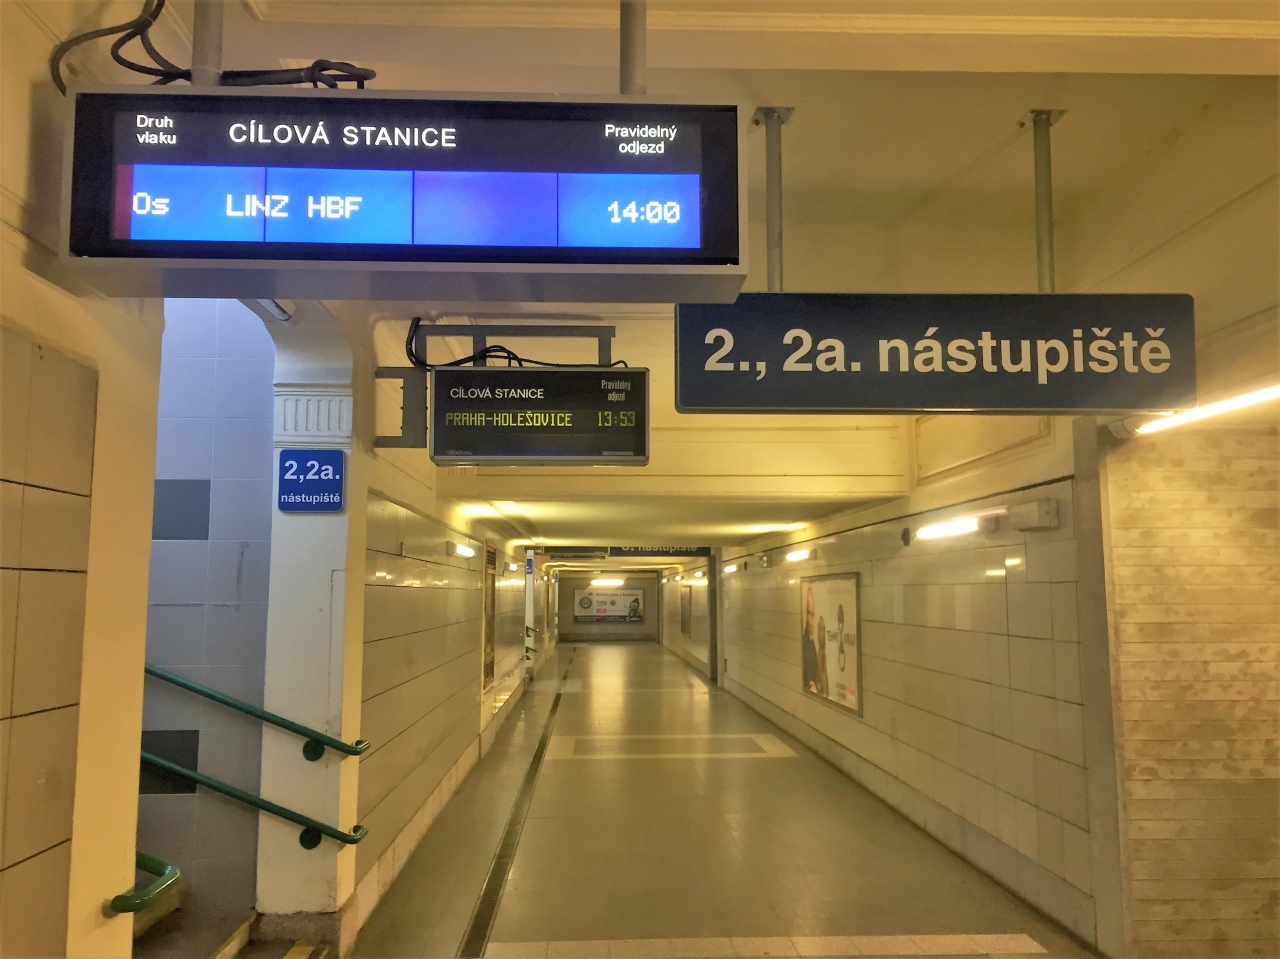 Druh
vlaku
CÍLOVÁ STANICE
Pravidelný
odjezd
Os LINZ HBF 14:00
2., 2a. nástupiště
CÍLOVÁ STANICE
Pravidelný
odjezd
PRAHA-HOLEŠOVICE 13:53
2,2a.
nástupiště
nástupiště